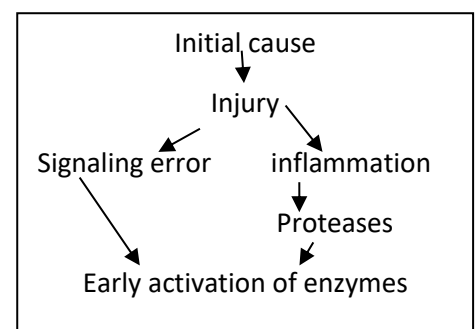 Initial cause
Injury
Signaling error inflammation
Proteases
Early activation of enzymes